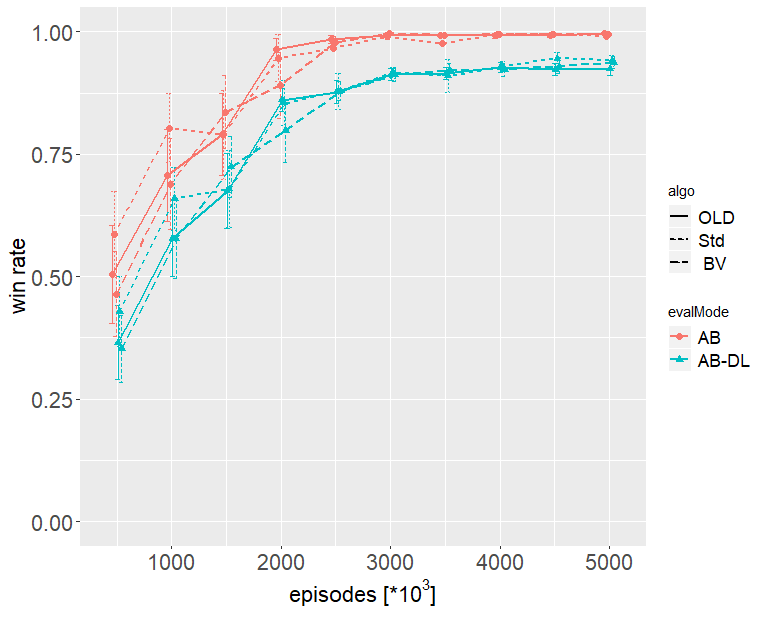 1.00
0.75
0.50
0.25
0.00
win rate
1000 2000 3000 4000 5000
episodes [*10³]
algo
OLD
Std
BV
evalMode
AB
AB-DL